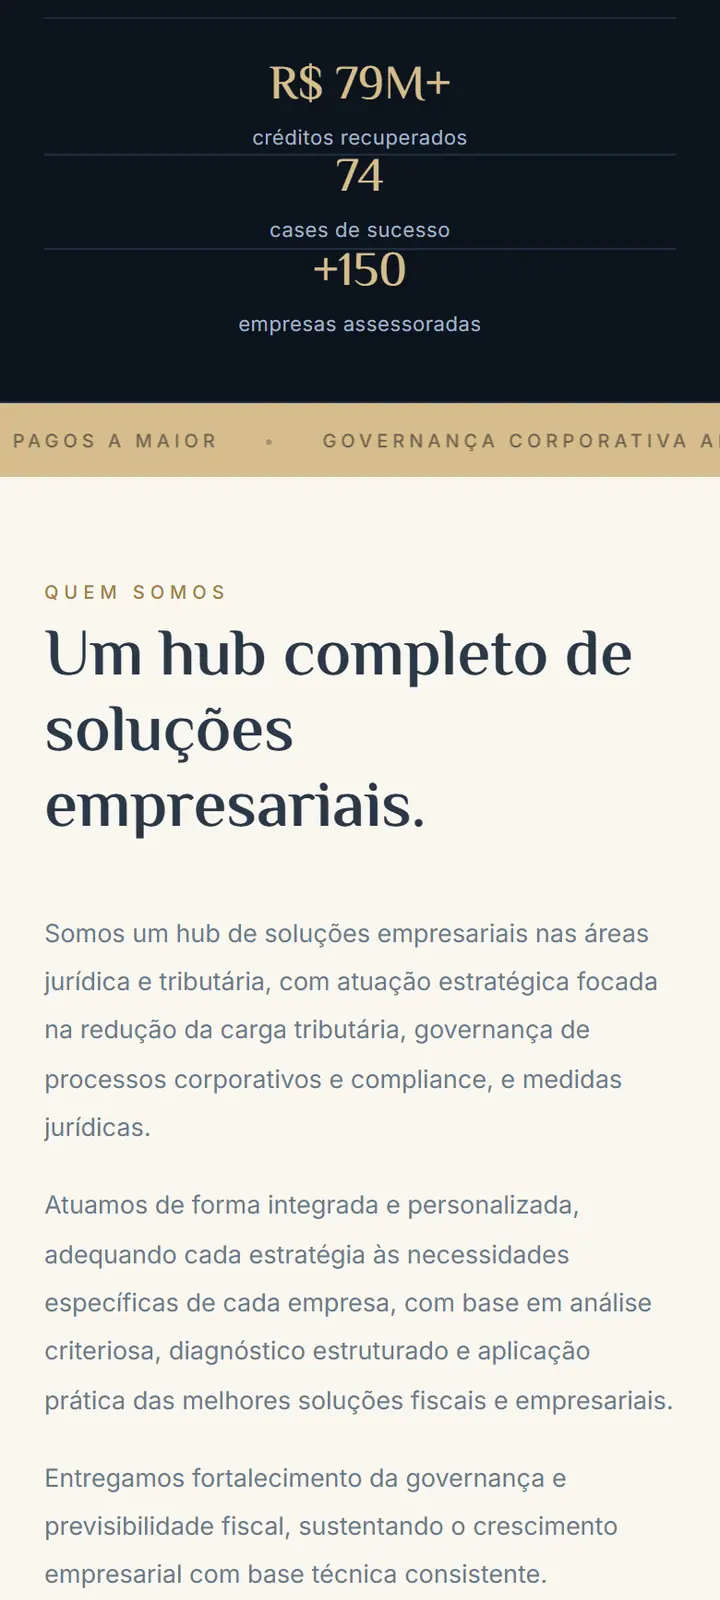 R$ 79M+
créditos recuperados
74
cases de sucesso
+150
empresas assessoradas
PAGOS A MAIOR • GOVERNANÇA CORPORATIVA
QUEM SOMOS
Um hub completo de
soluções
empresariais.
Somos um hub de soluções empresariais nas áreas
jurídica e tributária, com atuação estratégica focada
na redução da carga tributária, governança de
processos corporativos e compliance, e medidas
jurídicas.
Atuamos de forma integrada e personalizada,
adequando cada estratégia às necessidades
específicas de cada empresa, com base em análise
criteriosa, diagnóstico estruturado e aplicação
prática das melhores soluções fiscais e empresariais.
Entregamos fortalecimento da governança e
previsibilidade fiscal, sustentando o crescimento
empresarial com base técnica consistente.